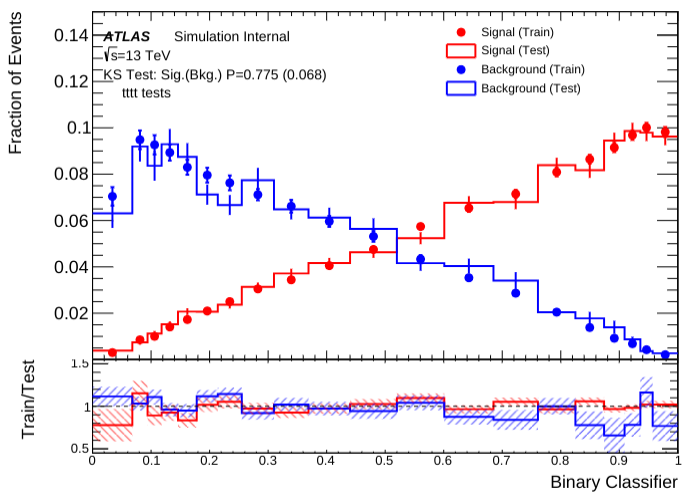 Fraction of Events
0.14
0.12
0.1
0.08
0.06
0.04
0.02
ATLAS Simulation Internal
√s=13 TeV
KS Test: Sig.(Bkg.) P=0.775 (0.068)
tttt tests
Signal (Train)
Signal (Test)
Background (Train)
Background (Test)
Train/Test
1.5
1
0.5
0 0.1 0.2 0.3 0.4 0.5 0.6 0.7 0.8 0.9 1
Binary Classifier